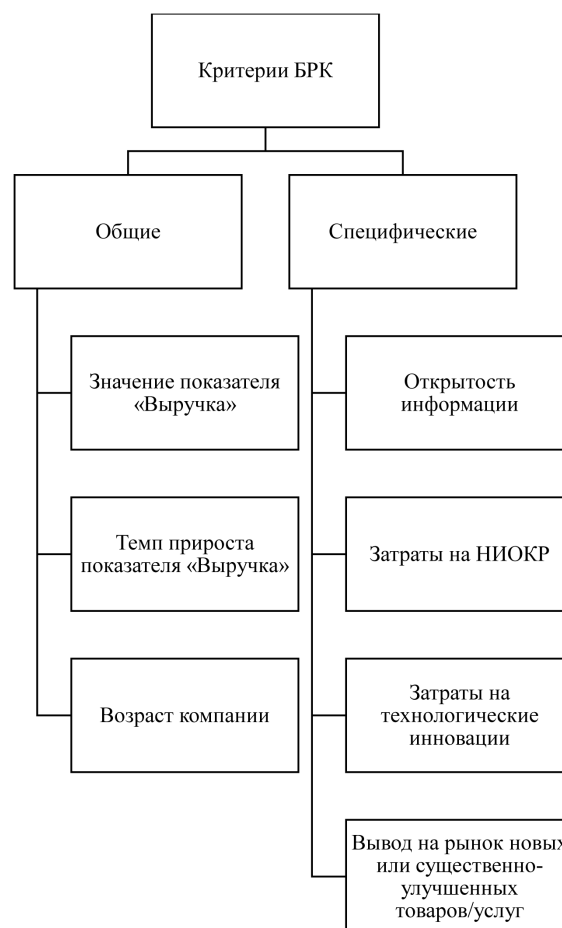 Критерии БРК
Общие
Специфические
Значение показателя
«Выручка»
Открытость
информации
Темп прироста
показателя «Выручка»
Затраты на НИОКР
Возраст компании
Затраты на
технологические
инновации
Вывод на рынок новых
или существенно-
улучшенных
товаров/услуг